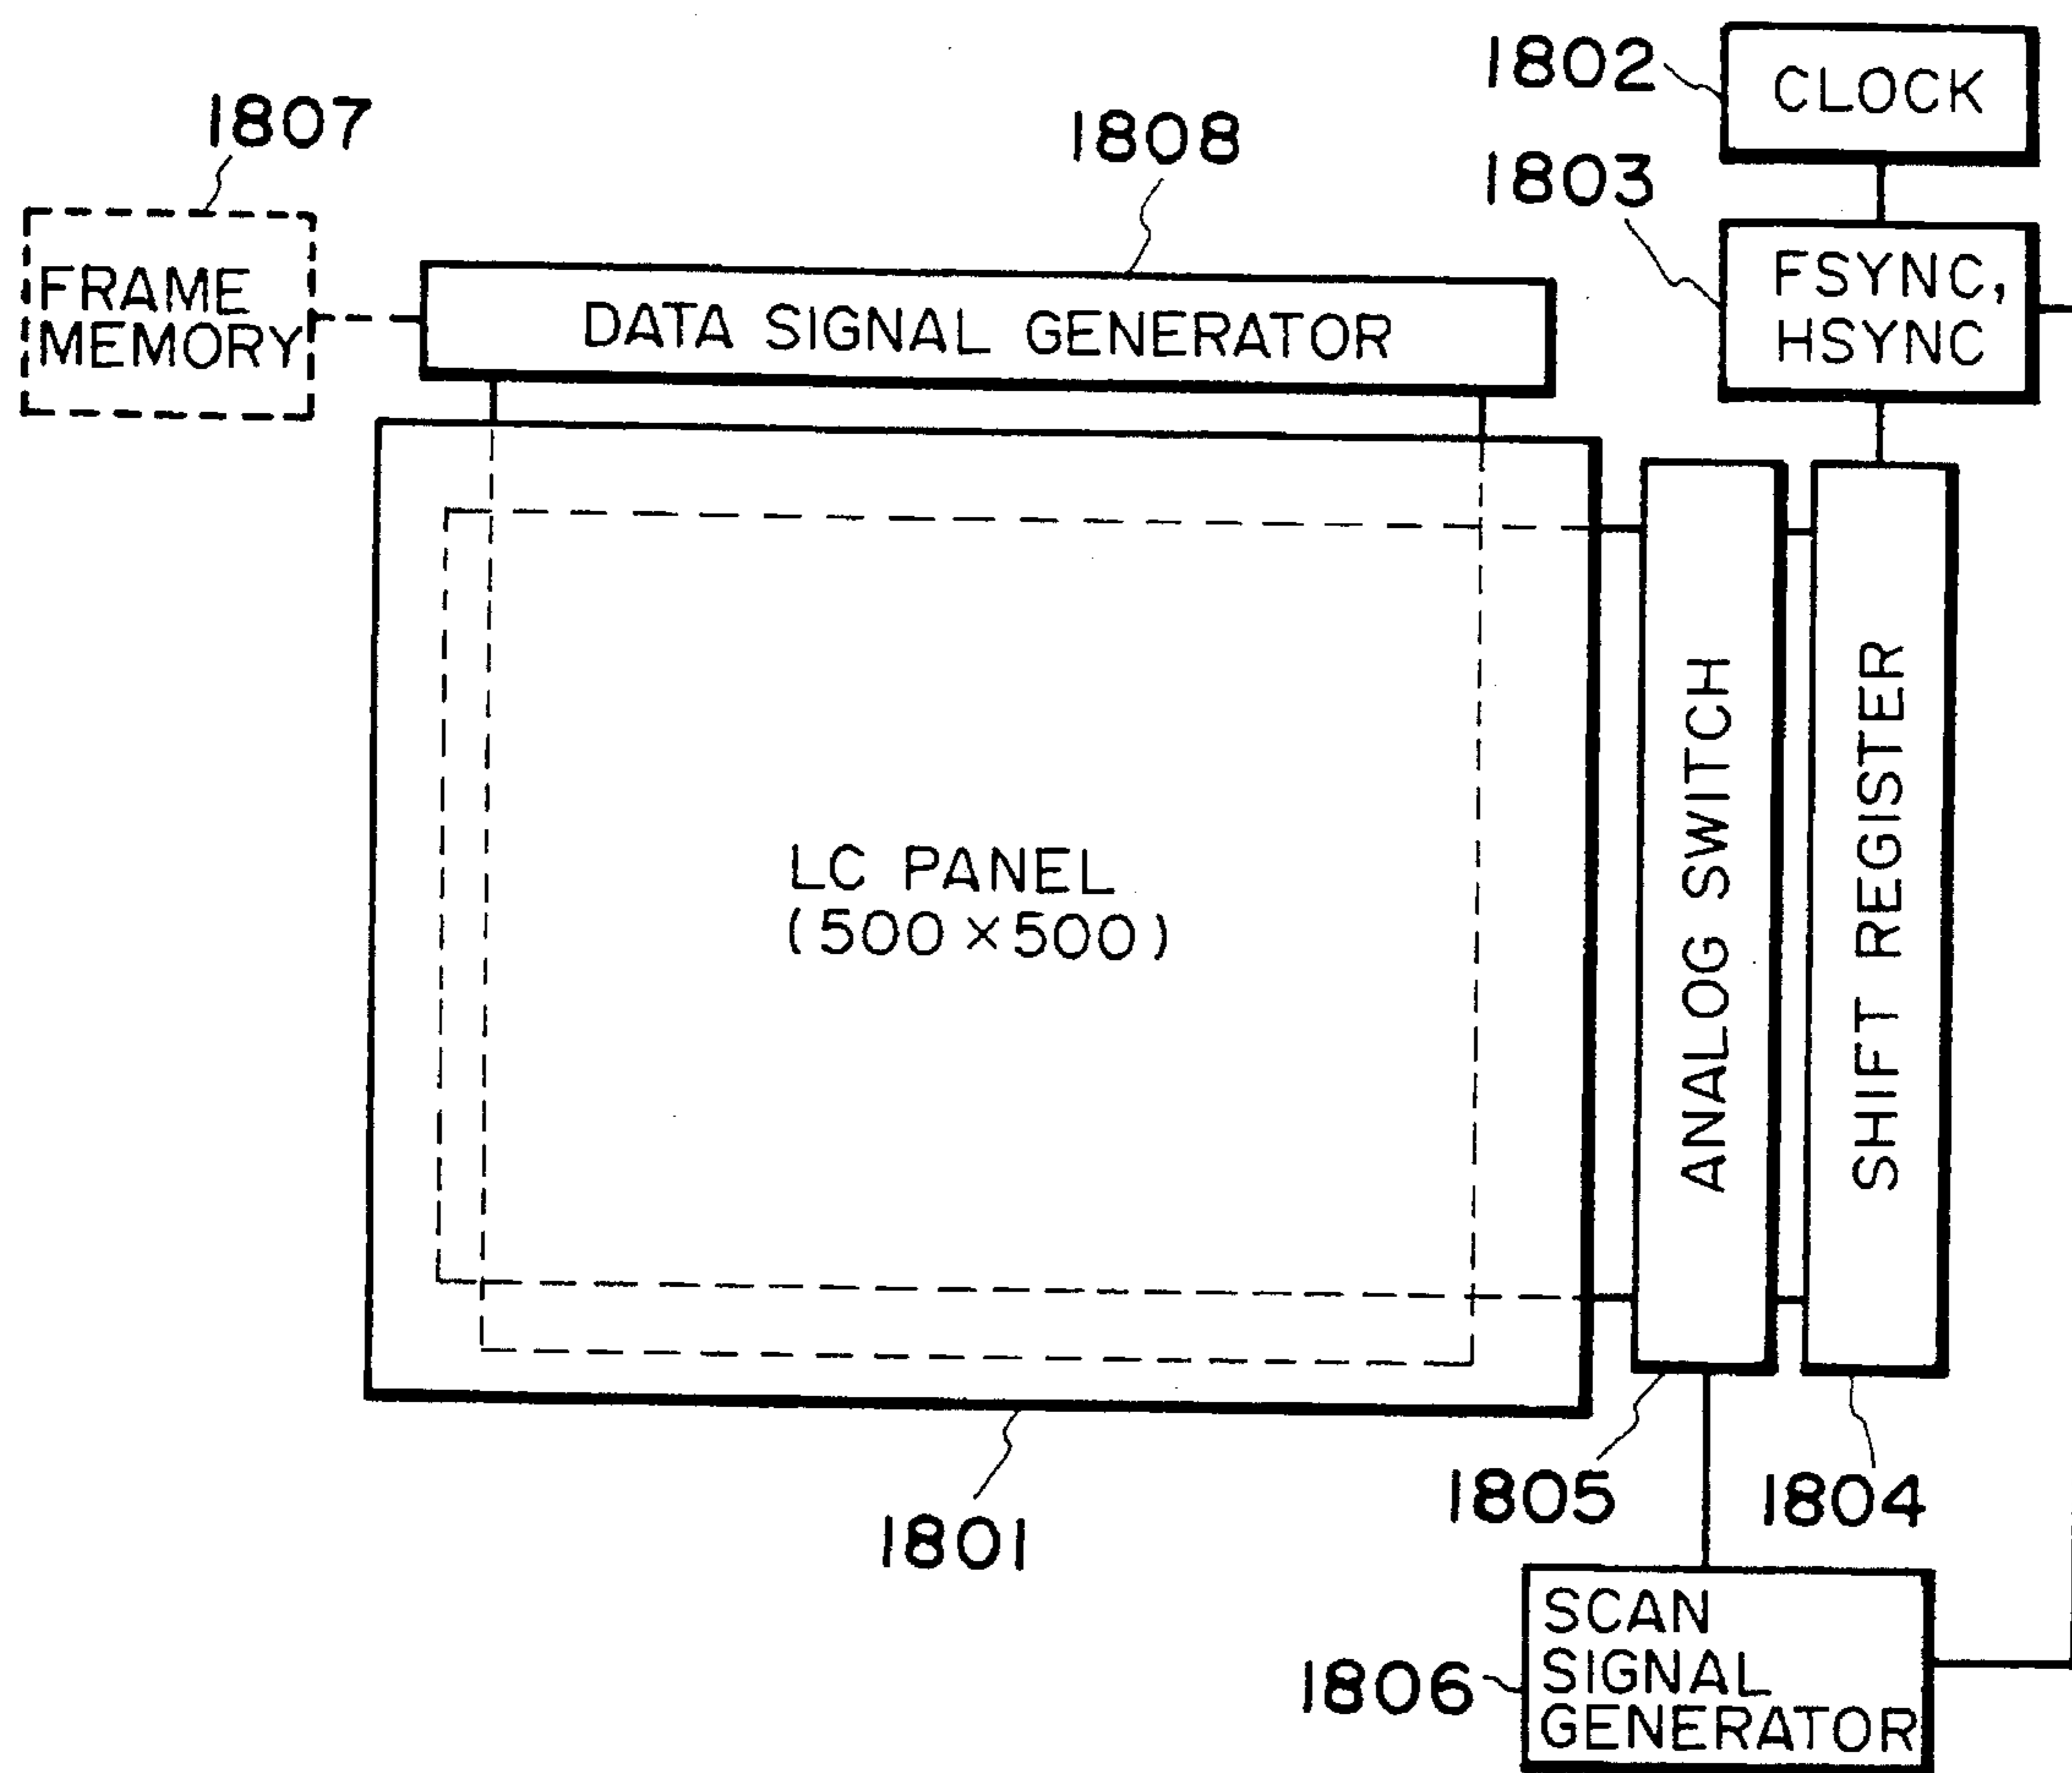 1802
CLOCK
1807
1808
1803
FRAME
MEMORY
DATA SIGNAL GENERATOR
FSYNC,
HSYNC
LC PANEL
(500×500)
ANALOG SWITCH
SHIFT REGISTER
1801
1805
1804
1806
SCAN
SIGNAL
GENERATOR